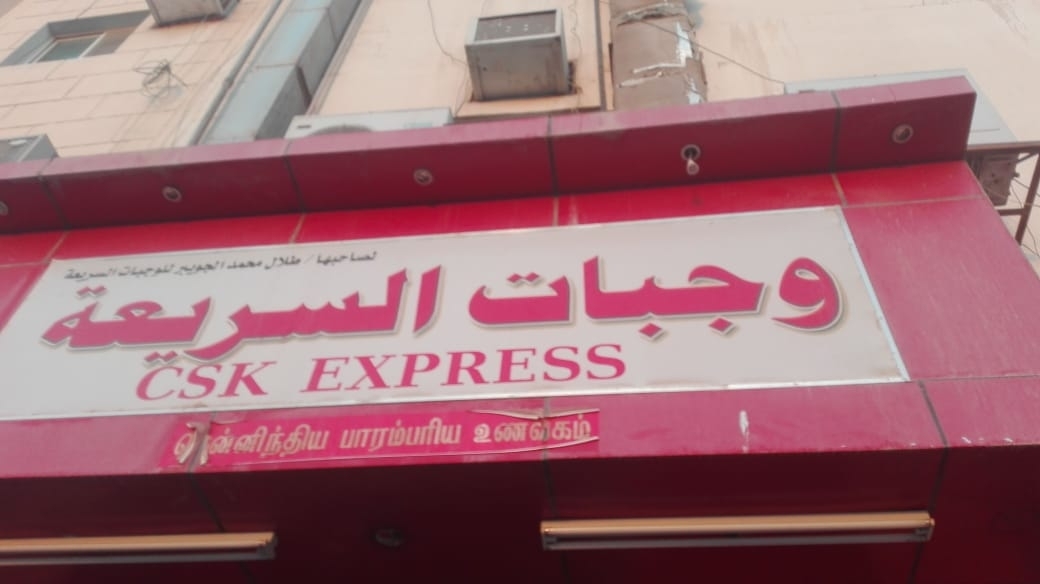 لصاحبها / طلال محمد الجوير للوجبات السريعة
وجبات السريعة
CSK EXPRESS
தென்னிந்திய பாரம்பரிய உணவகம்